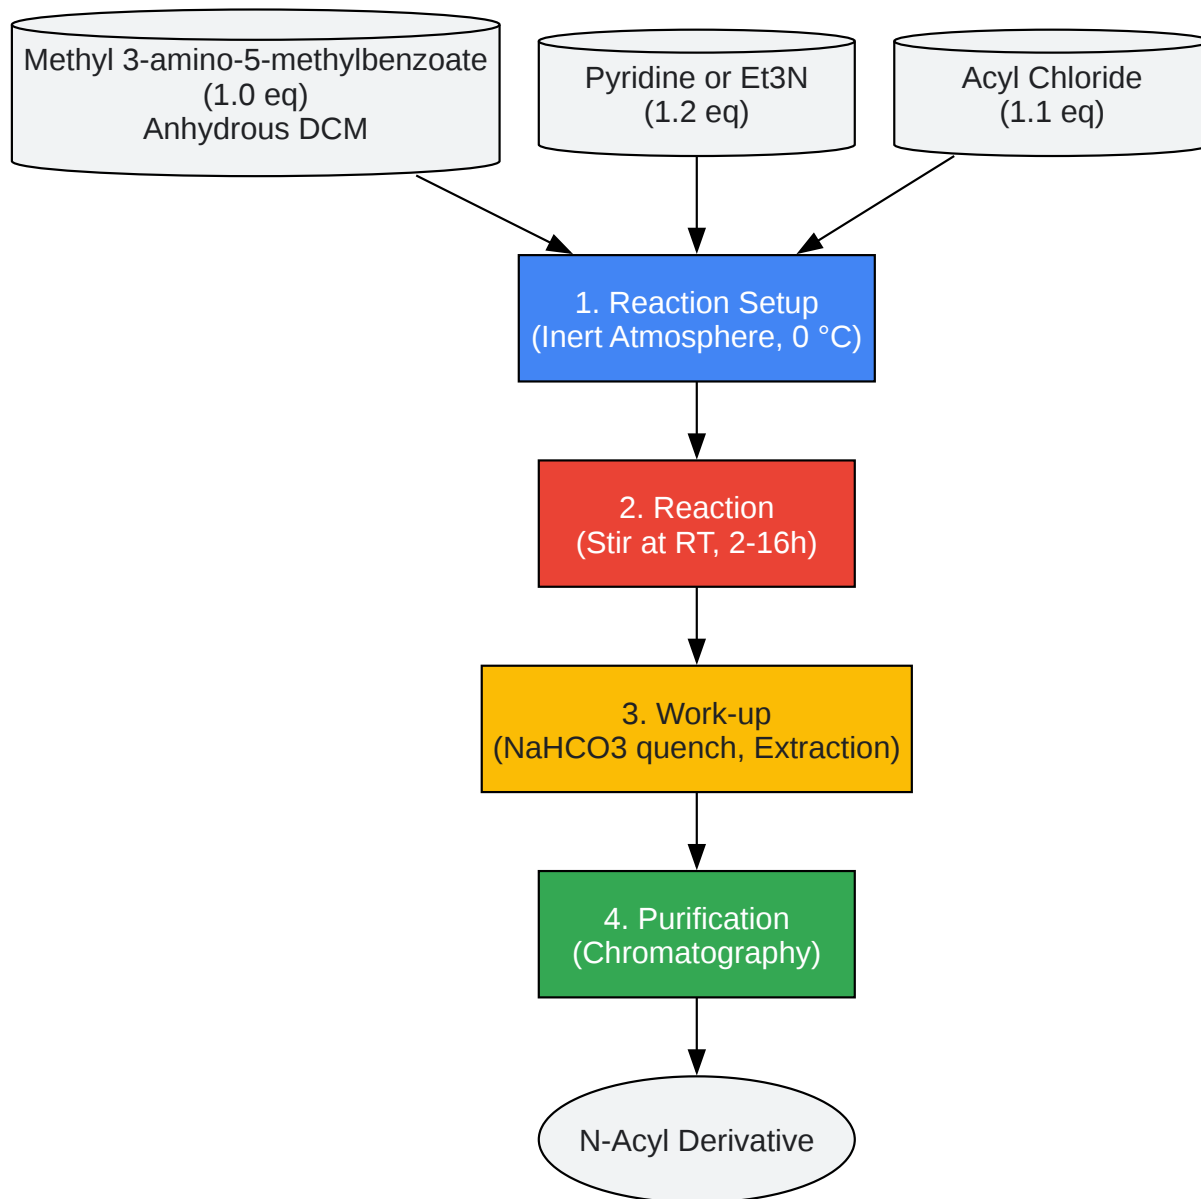 Methyl 3-amino-5-methylbenzoate
(1.0 eq)
Anhydrous DCM
Pyridine or Et3N
(1.2 eq)
Acyl Chloride
(1.1 eq)
1. Reaction Setup
(Inert Atmosphere, 0 °C)
2. Reaction
(Stir at RT, 2-16h)
3. Work-up
(NaHCO3 quench, Extraction)
4. Purification
(Chromatography)
N-Acyl Derivative